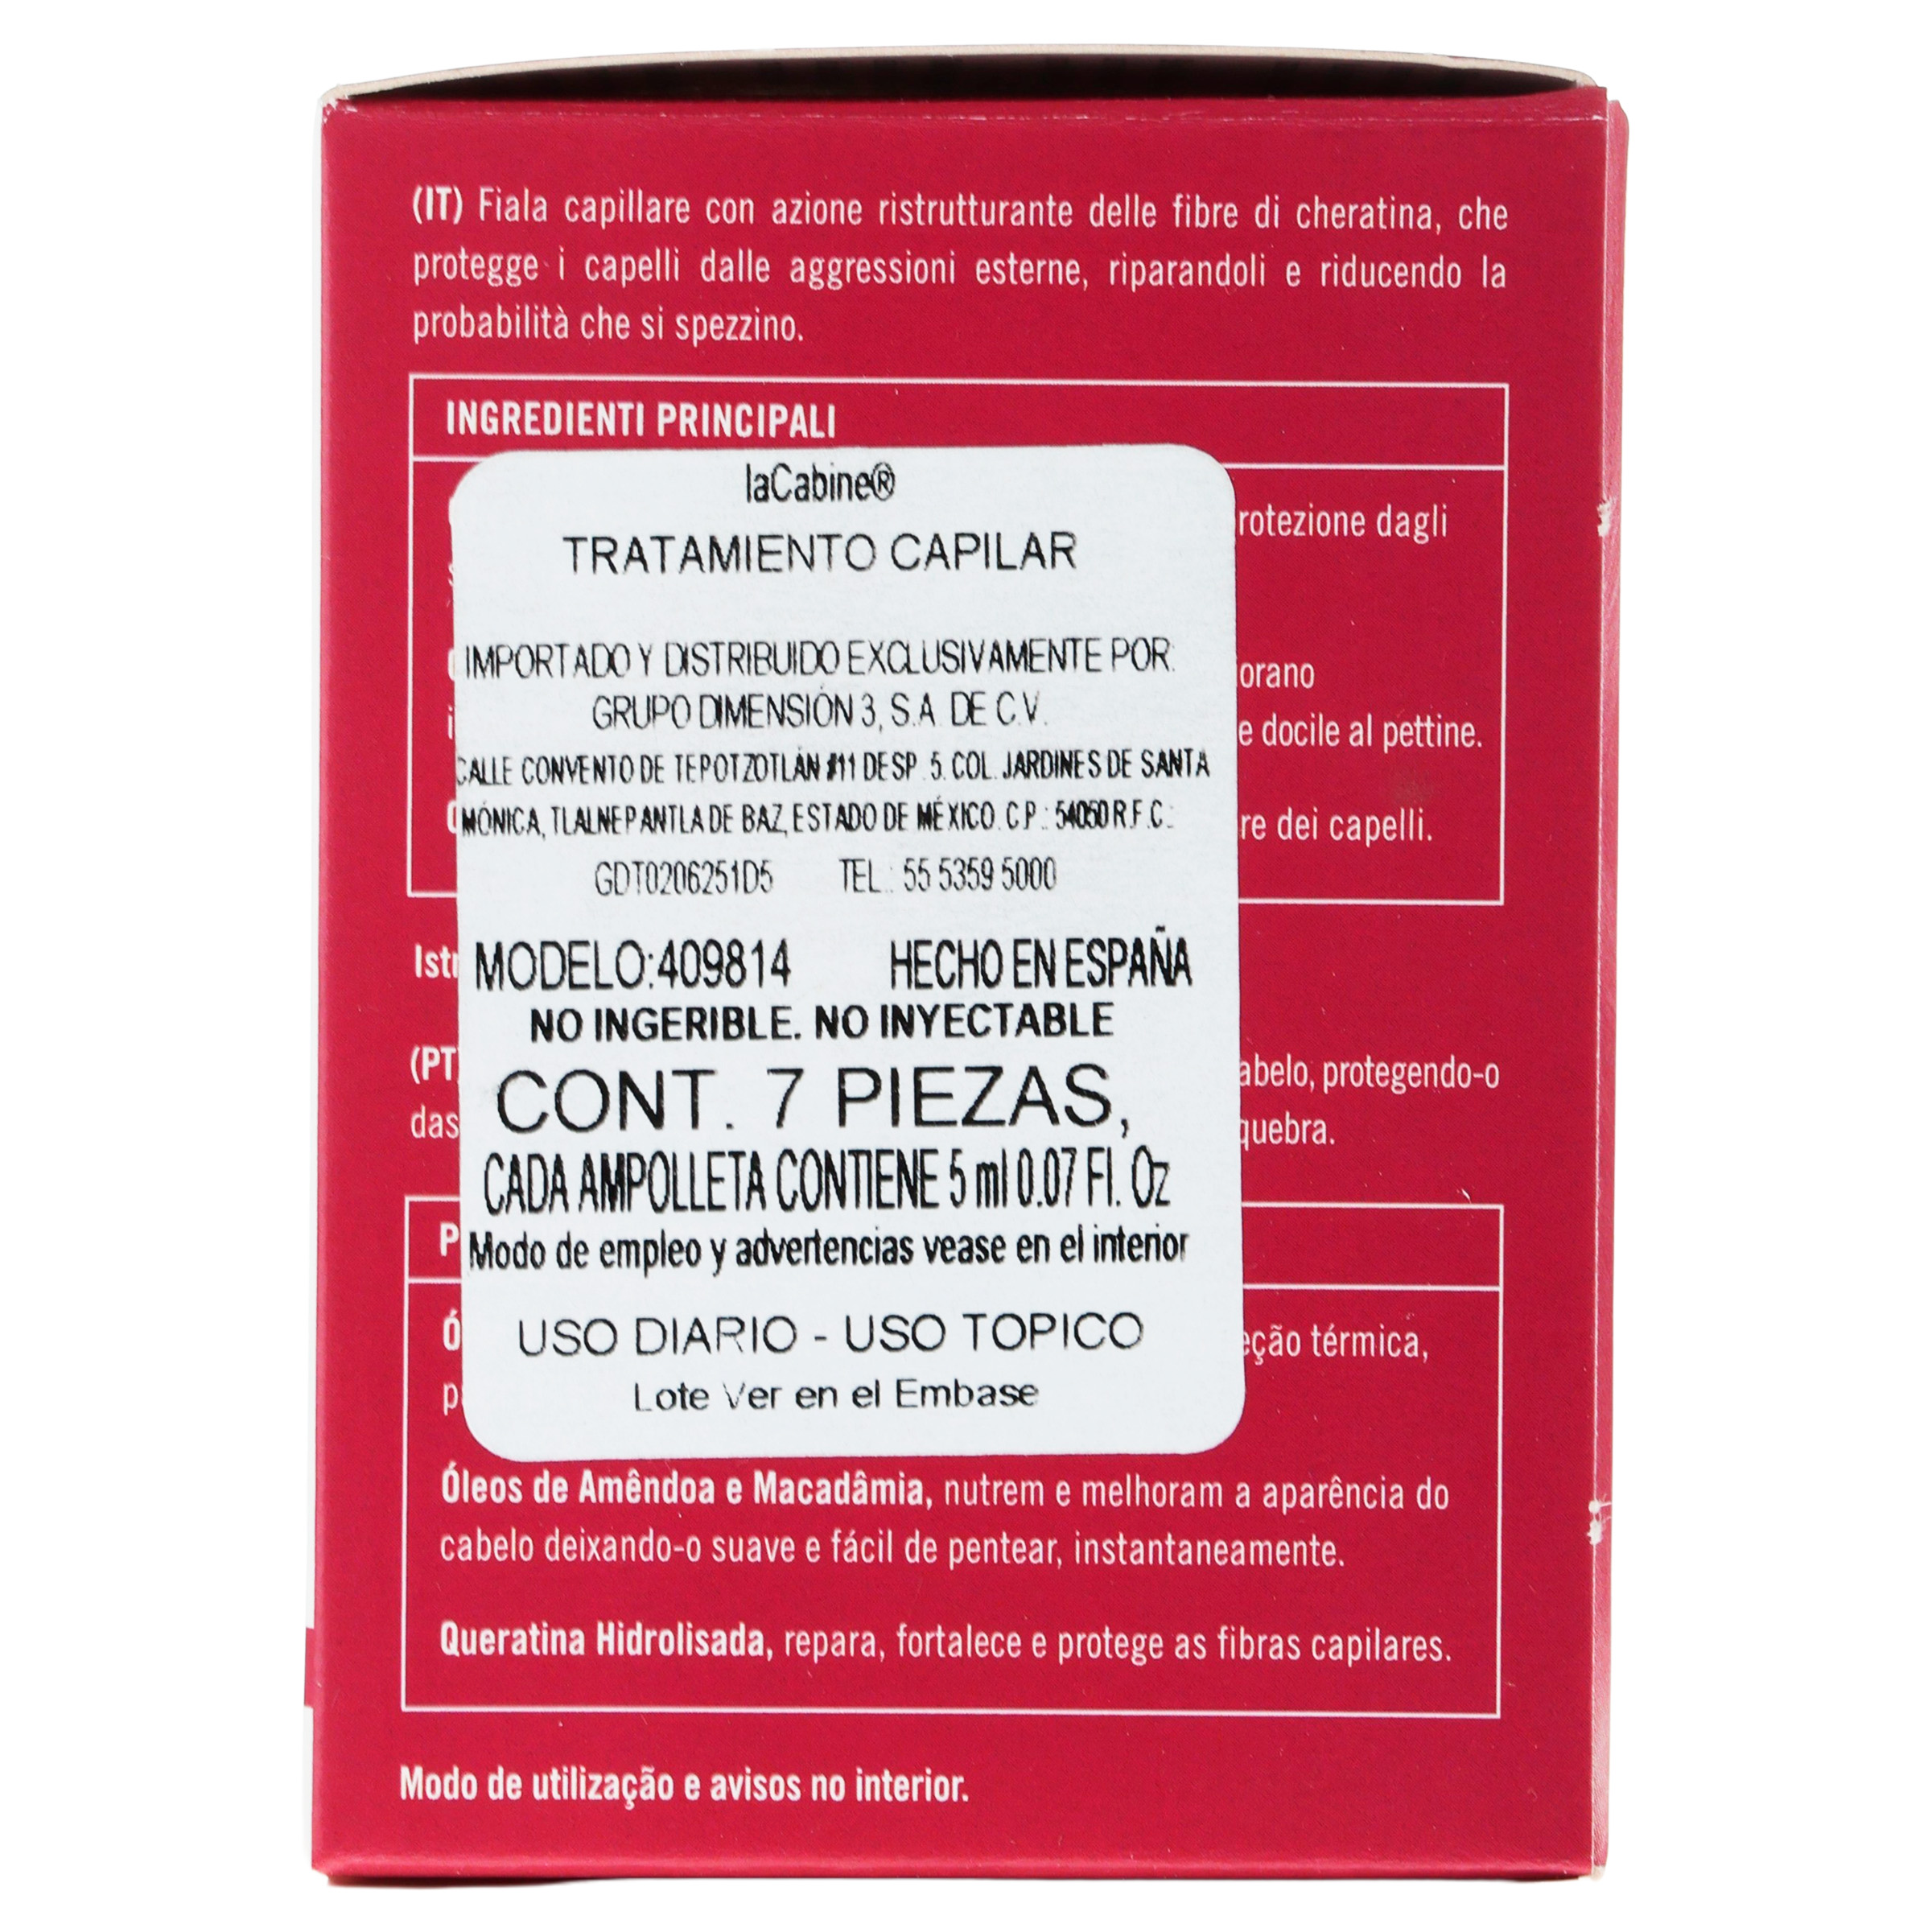 (IT) Fiala capillare con azione ristrutturante delle fibre di cheratina, che
protegge i capelli dalle aggressioni esterne, riparandoli e riducendo la
probabilità che si spezzino.
INGREDIENTI PRINCIPALI
laCabine®
TRATAMIENTO CAPILAR
IMPORTADO Y DISTRIBUIDO EXCLUSIVAMENTE POR:
GRUPO DIMENSIÓN 3, S.A. DE C.V.
CALLE CONVENTO DE TEPOTZOTLÁN #11 DESP. 5. COL. JARDINES DE SANTA
MÓNICA, TLALNEPANTLA DE BAZ, ESTADO DE MÉXICO. C.P.: 54050 R.F.C.:
GDT0206251D5 TEL.: 55 5359 5000
MODELO:409814 HECHO EN ESPAÑA
NO INGERIBLE. NO INYECTABLE
CONT. 7 PIEZAS,
CADA AMPOLLETA CONTIENE 5 ml 0.07 Fl. Oz
Modo de empleo y advertencias vease en el interior
USO DIARIO - USO TOPICO
Lote Ver en el Embase
dagli
e docile al pettine.
dei capelli.
protegendo-o
térmica,
Óleos de Amêndoa e Macadâmia, nutrem e melhoram a aparência do
cabelo deixando-o suave e fácil de pentear, instantaneamente.
Queratina Hidrolisada, repara, fortalece e protege as fibras capilares.
Modo de utilização e avisos no interior.